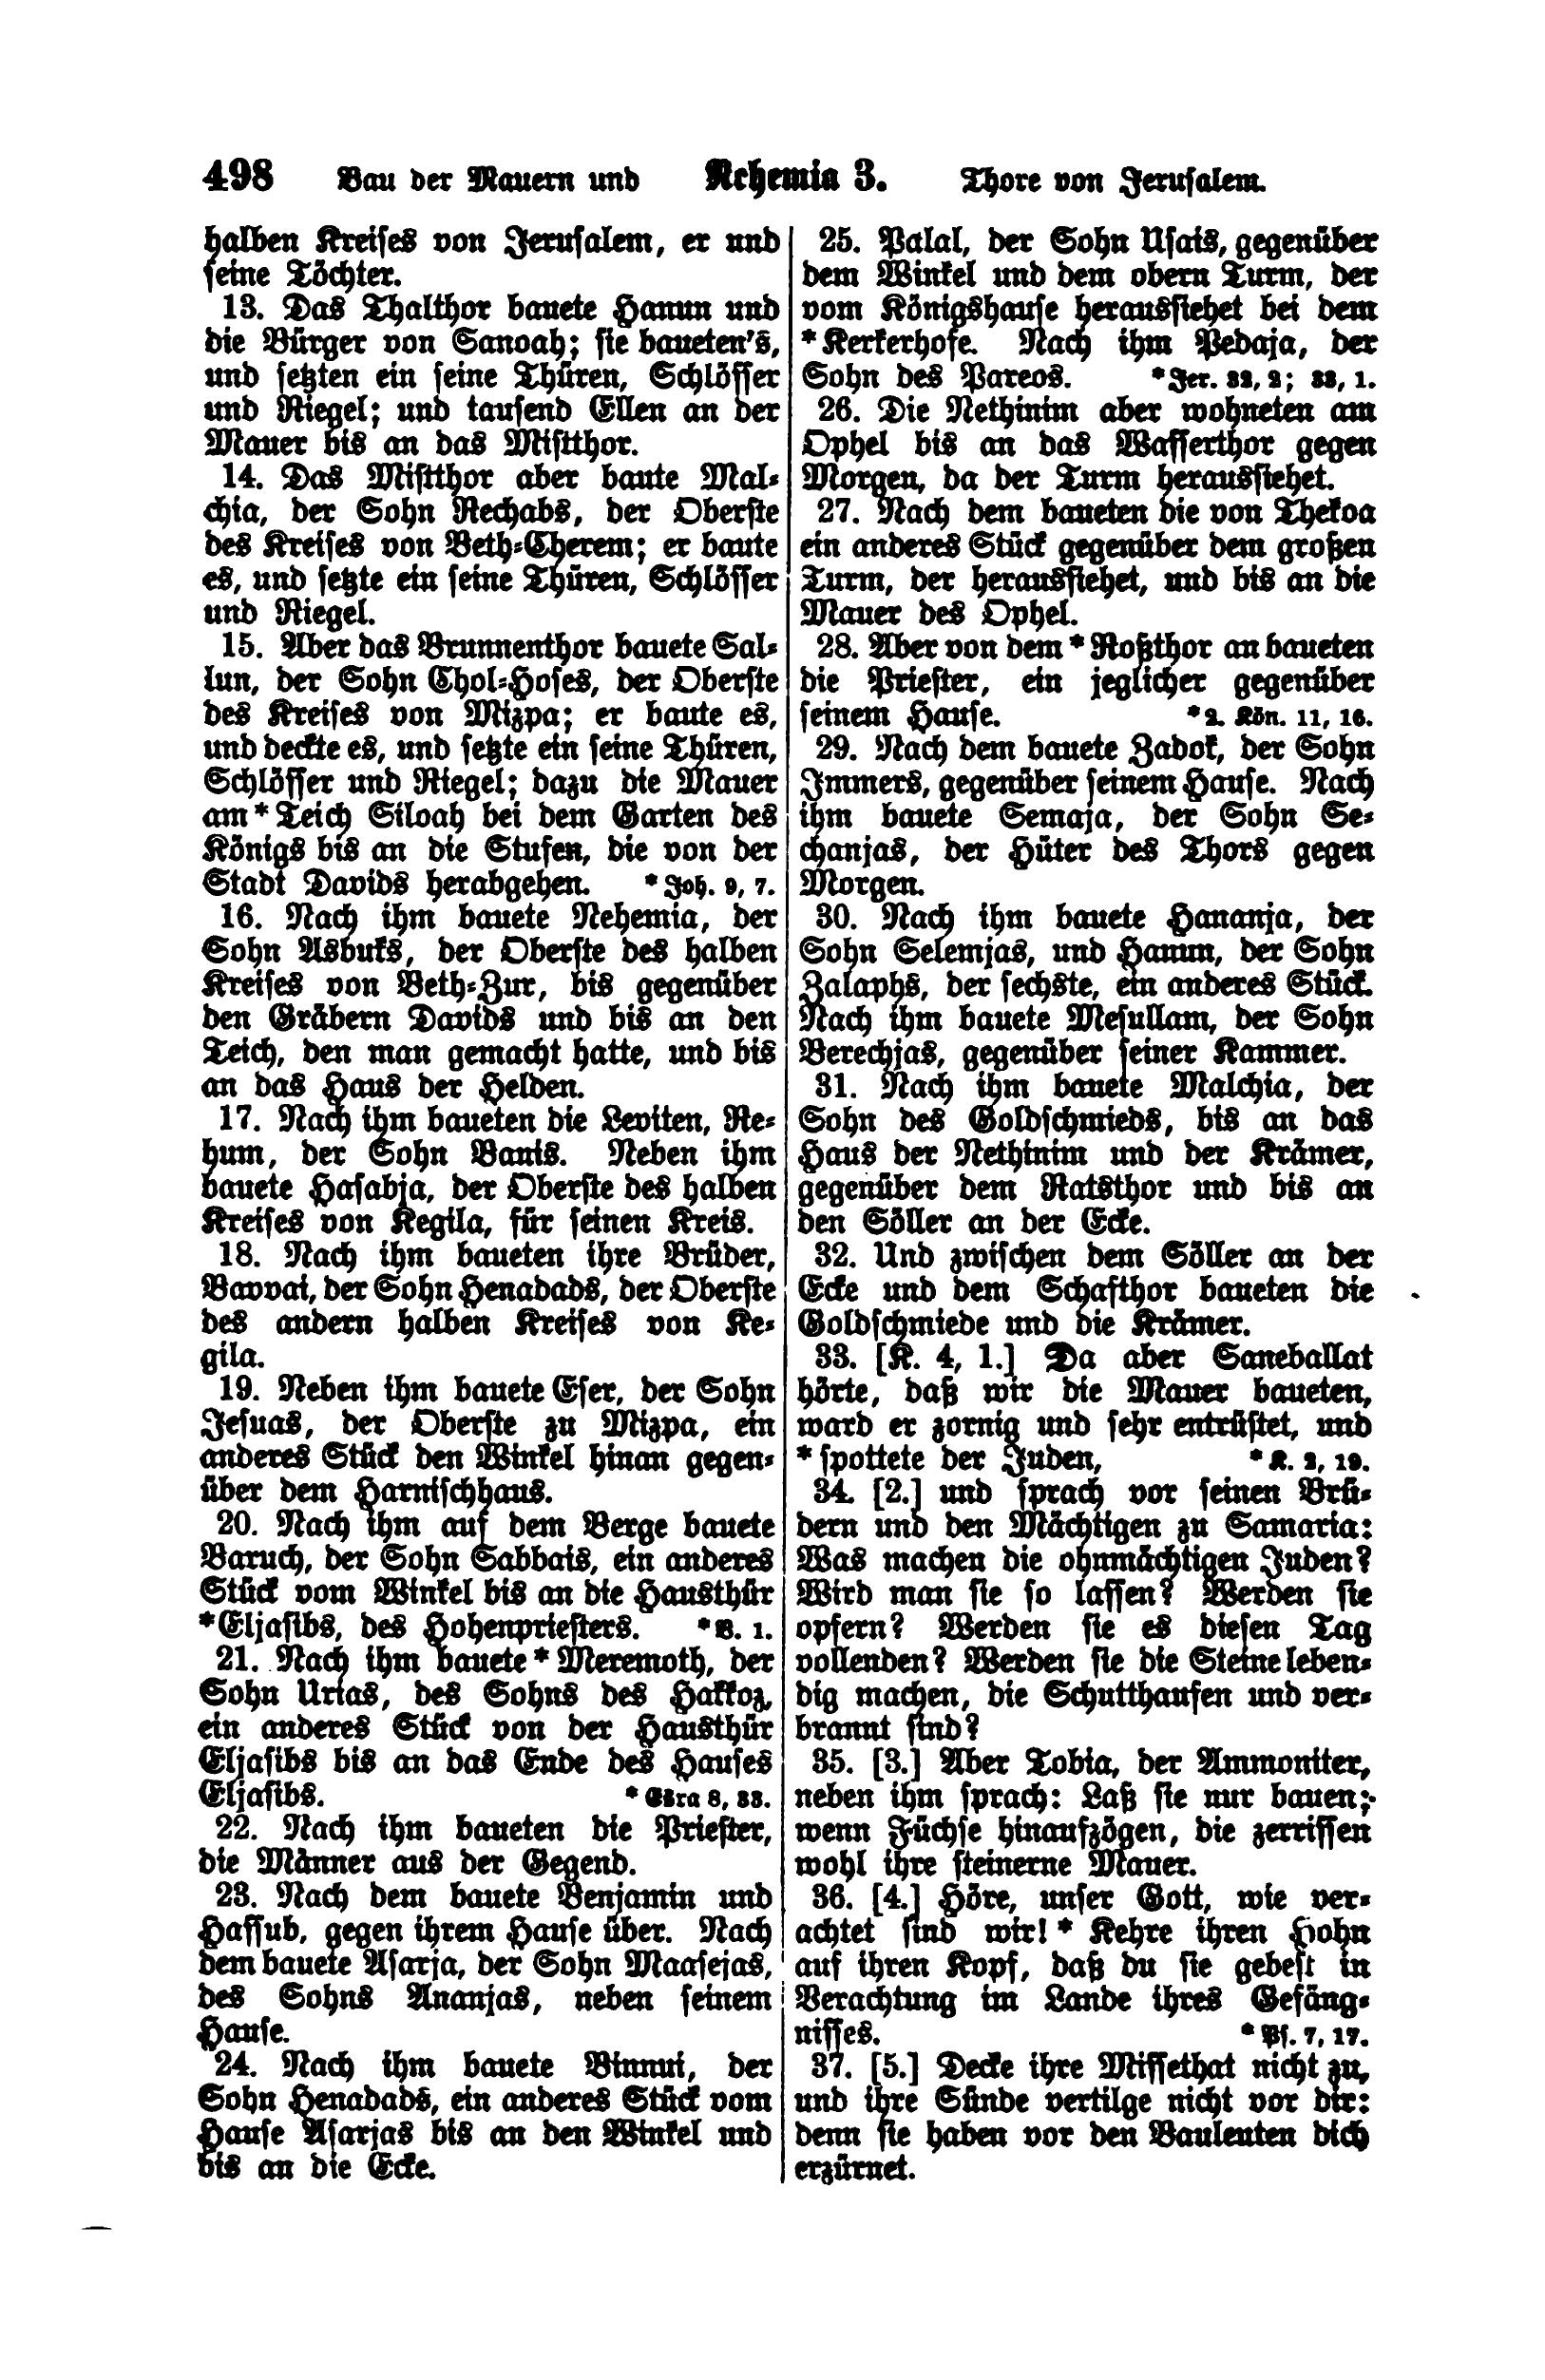 498 Bau der Mauern und Nehemia 3. Thore von Jerusalem.
halben Kreises von Jerusalem, er und
seine Töchter.
13. Das Thalthor bauete Hanun und
die Bürger von Sanoah; sie baueten's,
und setzten ein seine Thüren, Schlösser
und Riegel; und tausend Ellen an der
Mauer bis an das Mistthor.
14. Das Mistthor aber baute Mal-
chia, der Sohn Rechabs, der Oberste
des Kreises von Beth-Cherem; er baute
es, und setzte ein seine Thüren, Schlösser
und Riegel.
15. Aber das Brunnenthor bauete Sal-
lun, der Sohn Chol-Hoses, der Oberste
des Kreises von Mizpa; er baute es,
und deckte es, und setzte ein seine Thüren,
Schlösser und Riegel; dazu die Mauer
am * Teich Siloah bei dem Garten des
Königs bis an die Stufen, die von der
Stadt Davids herabgehen. * Joh. 9, 7.
16. Nach ihm bauete Nehemia, der
Sohn Asbuks, der Oberste des halben
Kreises von Beth-Zur, bis gegenüber
den Gräbern Davids und bis an den
Teich, den man gemacht hatte, und bis
an das Haus der Helden.
17. Nach ihm baueten die Leviten, Re-
hum, der Sohn Banis. Neben ihm
bauete Hasabja, der Oberste des halben
Kreises von Kegila, für seinen Kreis.
18. Nach ihm baueten ihre Brüder,
Bavvai, der Sohn Henadads, der Oberste
des andern halben Kreises von Ke-
gila.
19. Neben ihm bauete Eser, der Sohn
Jesuas, der Oberste zu Mizpa, ein
anderes Stück den Winkel hinan gegen-
über dem Harnischhaus.
20. Nach ihm auf dem Berge bauete
Baruch, der Sohn Sabbais, ein anderes
Stück vom Winkel bis an die Hausthür
* Eljasibs, des Hohenpriesters. * V. 1.
21. Nach ihm bauete * Meremoth, der
Sohn Urias, des Sohns des Hakkoz,
ein anderes Stück von der Hausthür
Eljasibs bis an das Ende des Hauses
Eljasibs. * Esra 8, 33.
22. Nach ihm baueten die Priester,
die Männer aus der Gegend.
23. Nach dem bauete Benjamin und
Hassub, gegen ihrem Hause über. Nach
dem bauete Asarja, der Sohn Maasejas,
des Sohns Ananjas, neben seinem
Hause.
24. Nach ihm bauete Binnui, der
Sohn Henadads, ein anderes Stück vom
Hause Asarjas bis an den Winkel und
bis an die Ecke.
25. Palal, der Sohn Usais, gegenüber
dem Winkel und dem obern Turm, der
vom Königshause heraussiehet bei dem
* Kerkerhofe. Nach ihm Pedaja, der
Sohn des Pareos. * Jer. 32, 2; 33, 1.
26. Die Nethinim aber wohneten am
Ophel bis an das Wasserthor gegen
Morgen, da der Turm heraussiehet.
27. Nach dem baueten die von Thekoa
ein anderes Stück gegenüber dem großen
Turm, der heraussiehet, und bis an die
Mauer des Ophel.
28. Aber von dem * Roßthor an baueten
die Priester, ein jeglicher gegenüber
seinem Hause. * 2. Kön. 11, 16.
29. Nach dem bauete Zadok, der Sohn
Immers, gegenüber seinem Hause. Nach
ihm bauete Semaja, der Sohn Se-
chanjas, der Hüter des Thors gegen
Morgen.
30. Nach ihm bauete Hananja, der
Sohn Selemjas, und Hanun, der Sohn
Zalaphs, der sechste, ein anderes Stück.
Nach ihm bauete Mesullam, der Sohn
Berechjas, gegenüber seiner Kammer.
31. Nach ihm bauete Malchia, der
Sohn des Goldschmieds, bis an das
Haus der Nethinim und der Krämer,
gegenüber dem Ratsthor und bis an
den Söller an der Ecke.
32. Und zwischen dem Söller an der
Ecke und dem Schafthor baueten die
Goldschmiede und die Krämer.
33. [K. 4, 1.] Da aber Saneballat
hörte, daß wir die Mauer baueten,
ward er zornig und sehr entrüstet, und
* spottete der Juden, * K. 2, 19.
34. [2.] und sprach vor seinen Brü-
dern und den Mächtigen zu Samaria:
Was machen die ohnmächtigen Juden?
Wird man sie so lassen? Werden sie
opfern? Werden sie es diesen Tag
vollenden? Werden sie die Steine leben-
dig machen, die Schutthaufen und ver-
brannt sind?
35. [3.] Aber Tobia, der Ammoniter,
neben ihm sprach: Laß sie nur bauen;
wenn Füchse hinaufzögen, die zerrissen
wohl ihre steinerne Mauer.
36. [4.] Höre, unser Gott, wie ver-
achtet sind wir! * Kehre ihren Hohn
auf ihren Kopf, daß du sie gebest in
Verachtung im Lande ihres Gefäng-
nisses. * Ps. 7, 17.
37. [5.] Decke ihre Missethat nicht zu,
und ihre Sünde vertilge nicht vor dir:
denn sie haben vor den Bauleuten dich
erzürnet.